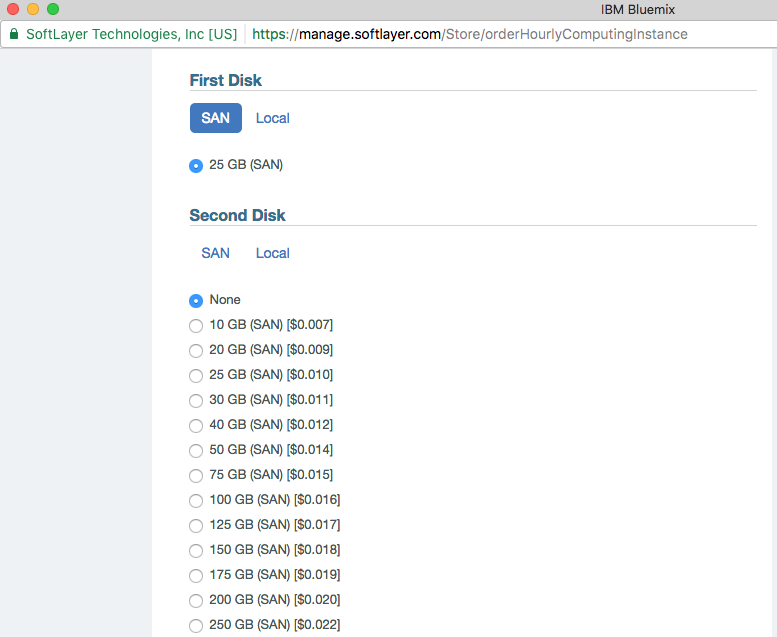 IBM Bluemix
SoftLayer Technologies, Inc [US] https://manage.softlayer.com/Store/orderHourlyComputingInstance
First Disk
SAN Local
25 GB (SAN)
Second Disk
SAN Local
None
10 GB (SAN) [$0.007]
20 GB (SAN) [$0.009]
25 GB (SAN) [$0.010]
30 GB (SAN) [$0.011]
40 GB (SAN) [$0.012]
50 GB (SAN) [$0.014]
75 GB (SAN) [$0.015]
100 GB (SAN) [$0.016]
125 GB (SAN) [$0.017]
150 GB (SAN) [$0.018]
175 GB (SAN) [$0.019]
200 GB (SAN) [$0.020]
250 GB (SAN) [$0.022]